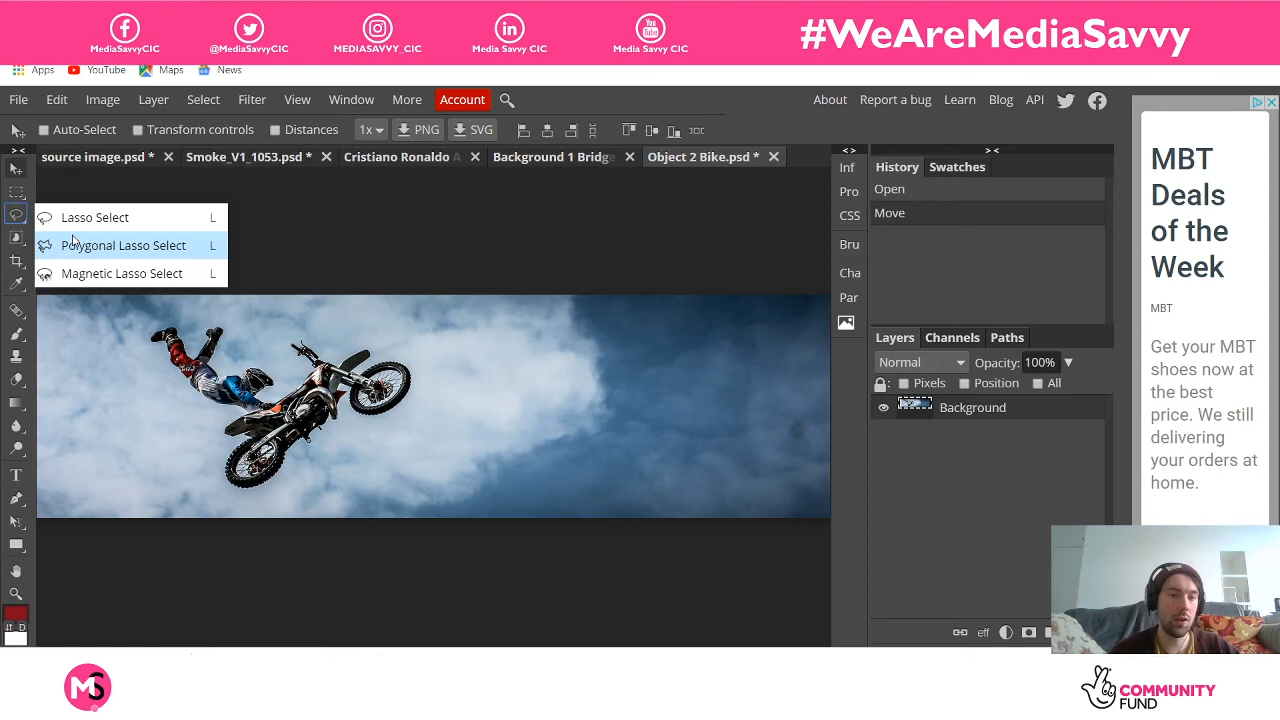 #WeAreMediaSavvy
MediaSavvyCIC
@MediaSavvyCIC
MEDIASAVVY_CIC
Media Savvy CIC
You Tube
Media Savvy CIC
Apps YouTube Maps News
File Edit Image Layer Select Filter View Window More Account
About Report a bug Learn Blog API
Auto-Select Transform controls Distances 1x PNG SVG
source image.psd * Smoke_V1_1053.psd * Cristiano Ronaldo Background 1 Bridge Object 2 Bike.psd *
Lasso Select L
Polygonal Lasso Select L
Magnetic Lasso Select L
Inf
Pro
CSS
Bru
Cha
Par
History Swatches
Open
Move
Layers Channels Paths
Normal Opacity: 100%
Pixels Position All
Background
eff
T
D
MBT
Deals
of the
Week
MBT
Get your MBT
shoes now at
the best
price. We still
delivering
your orders at
home.
MS
COMMUNITY
FUND